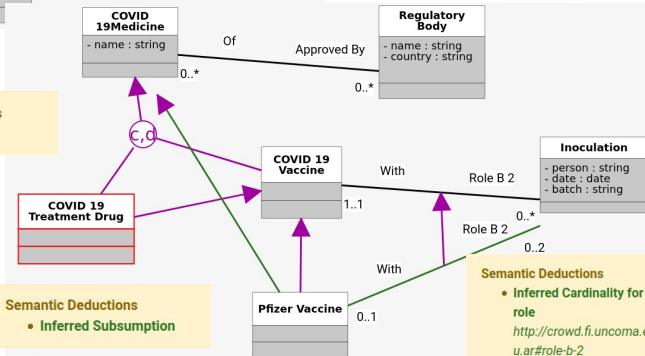 COVID
19Medicine
- name : string
0..*
Of
Approved By
0..*
Regulatory
Body
- name : string
- country : string
c,d
COVID 19
Vaccine
1..1
With
Role B 2
0..*
Inoculation
- person : string
- date : date
- batch : string
COVID 19
Treatment Drug
Role B 2
0..2
With
0..1
Pfizer Vaccine
Semantic Deductions
• Inferred Subsumption
Semantic Deductions
• Inferred Cardinality for
role
http://crowd.fi.uncoma.e
u.ar#role-b-2